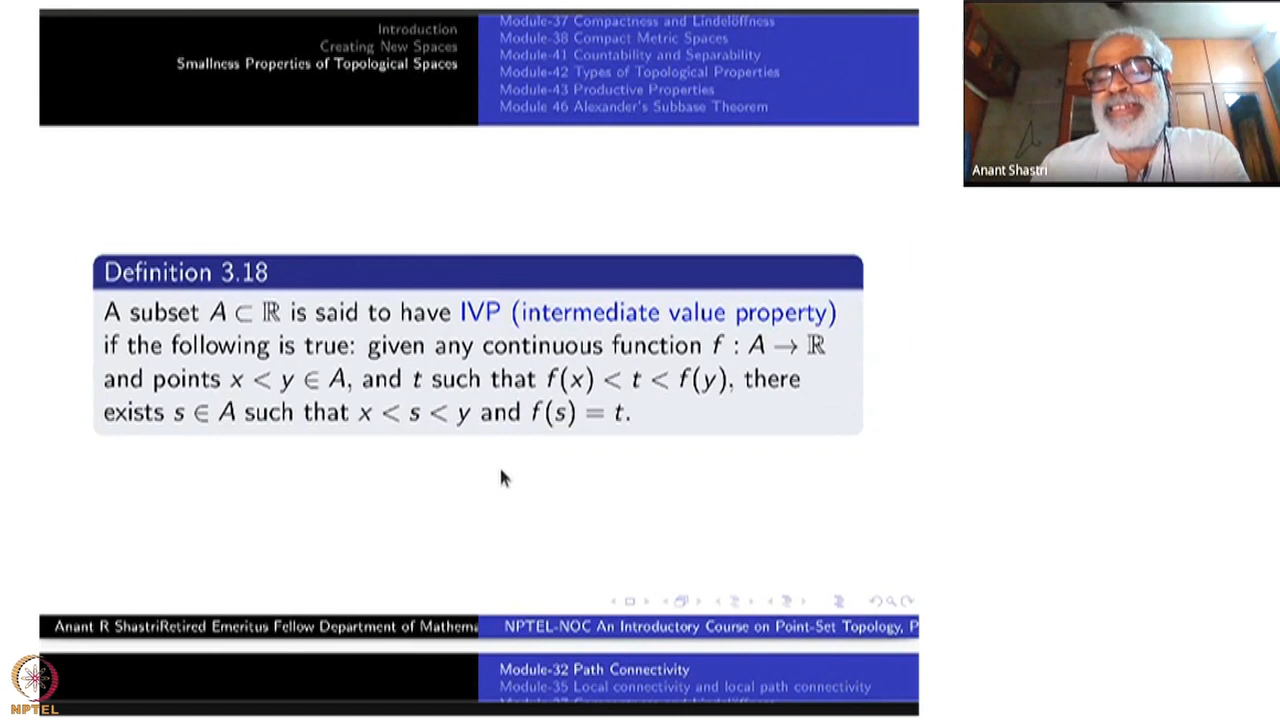 Introduction
Creating New Spaces
Smallness Properties of Topological Spaces
Module-37 Compactness and Lindelöffness
Module-38 Compact Metric Spaces
Module-41 Countability and Separability
Module-42 Types of Topological Properties
Module-43 Productive Properties
Module 46 Alexander's Subbase Theorem
Anant Shastri
Definition 3.18
A subset A ⊂ ℝ is said to have IVP (intermediate value property)
if the following is true: given any continuous function f : A → ℝ
and points x < y ∈ A, and t such that f(x) < t < f(y), there
exists s ∈ A such that x < s < y and f(s) = t.
Anant R ShastriRetired Emeritus Fellow Department of Mathema
NPTEL-NOC An Introductory Course on Point-Set Topology, P
Module-32 Path Connectivity
Module-35 Local connectivity and local path connectivity
NPTEL